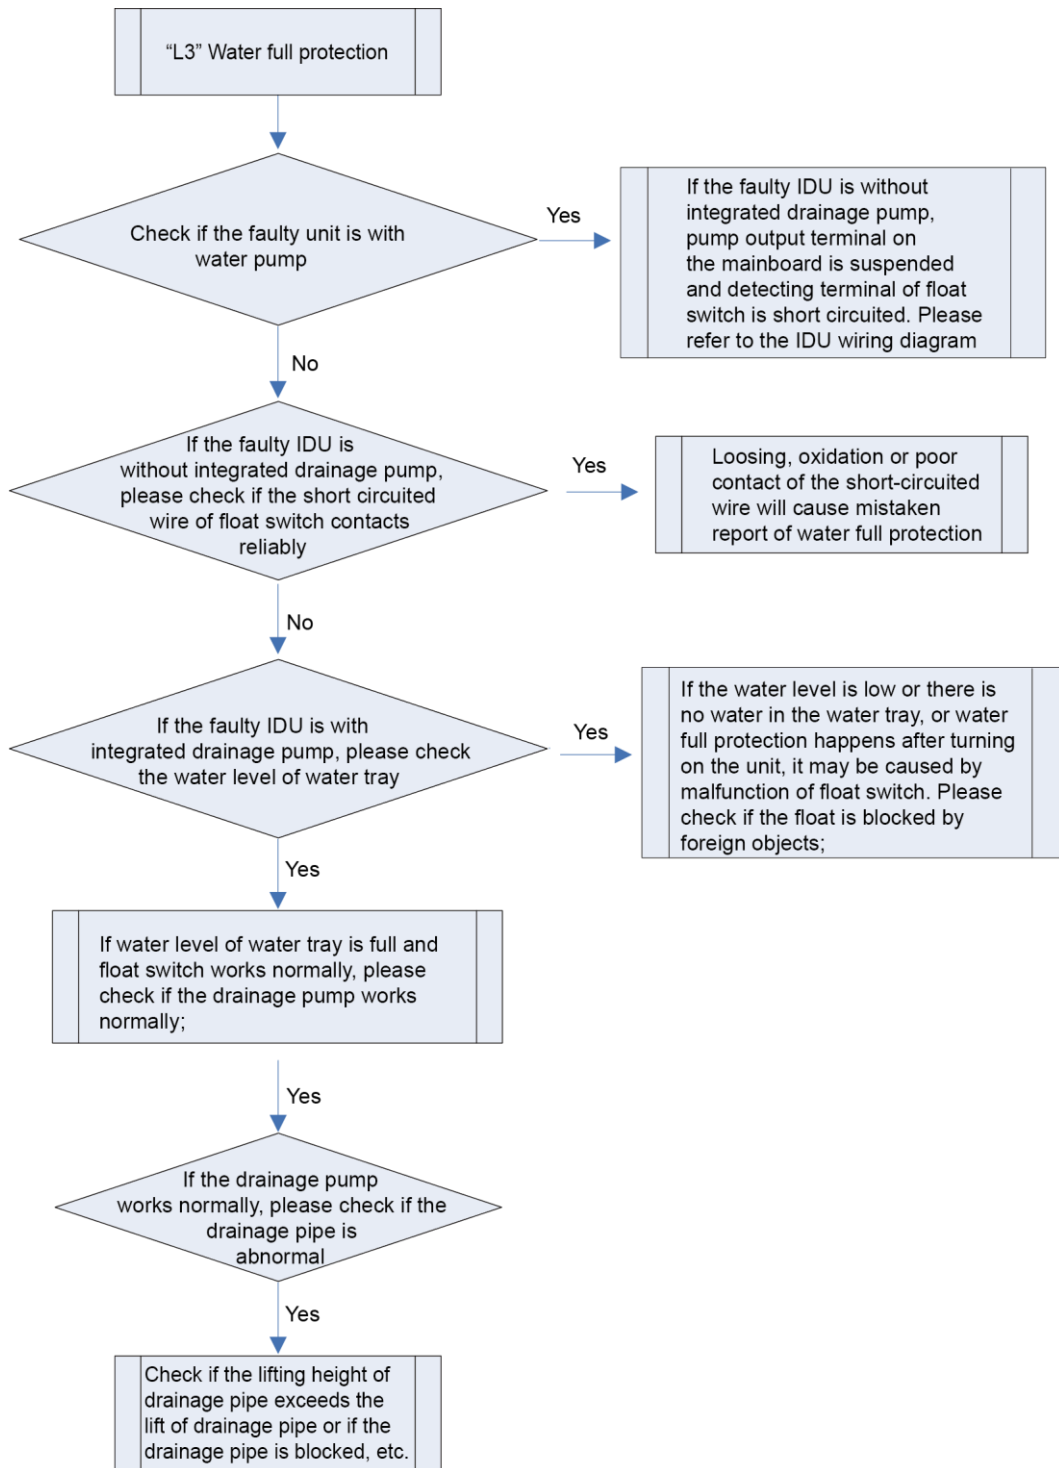 “L3” Water full protection
Check if the faulty unit is with
water pump
Yes
If the faulty IDU is without
integrated drainage pump,
pump output terminal on
the mainboard is suspended
and detecting terminal of float
switch is short circuited. Please
refer to the IDU wiring diagram
No
If the faulty IDU is
without integrated drainage pump,
please check if the short circuited
wire of float switch contacts
reliably
Yes
Loosing, oxidation or poor
contact of the short-circuited
wire will cause mistaken
report of water full protection
No
If the faulty IDU is with
integrated drainage pump, please check
the water level of water tray
Yes
If the water level is low or there is
no water in the water tray, or water
full protection happens after turning
on the unit, it may be caused by
malfunction of float switch. Please
check if the float is blocked by
foreign objects;
Yes
If water level of water tray is full and
float switch works normally, please
check if the drainage pump works
normally;
Yes
If the drainage pump
works normally, please check if the
drainage pipe is
abnormal
Yes
Check if the lifting height of
drainage pipe exceeds the
lift of drainage pipe or if the
drainage pipe is blocked, etc.